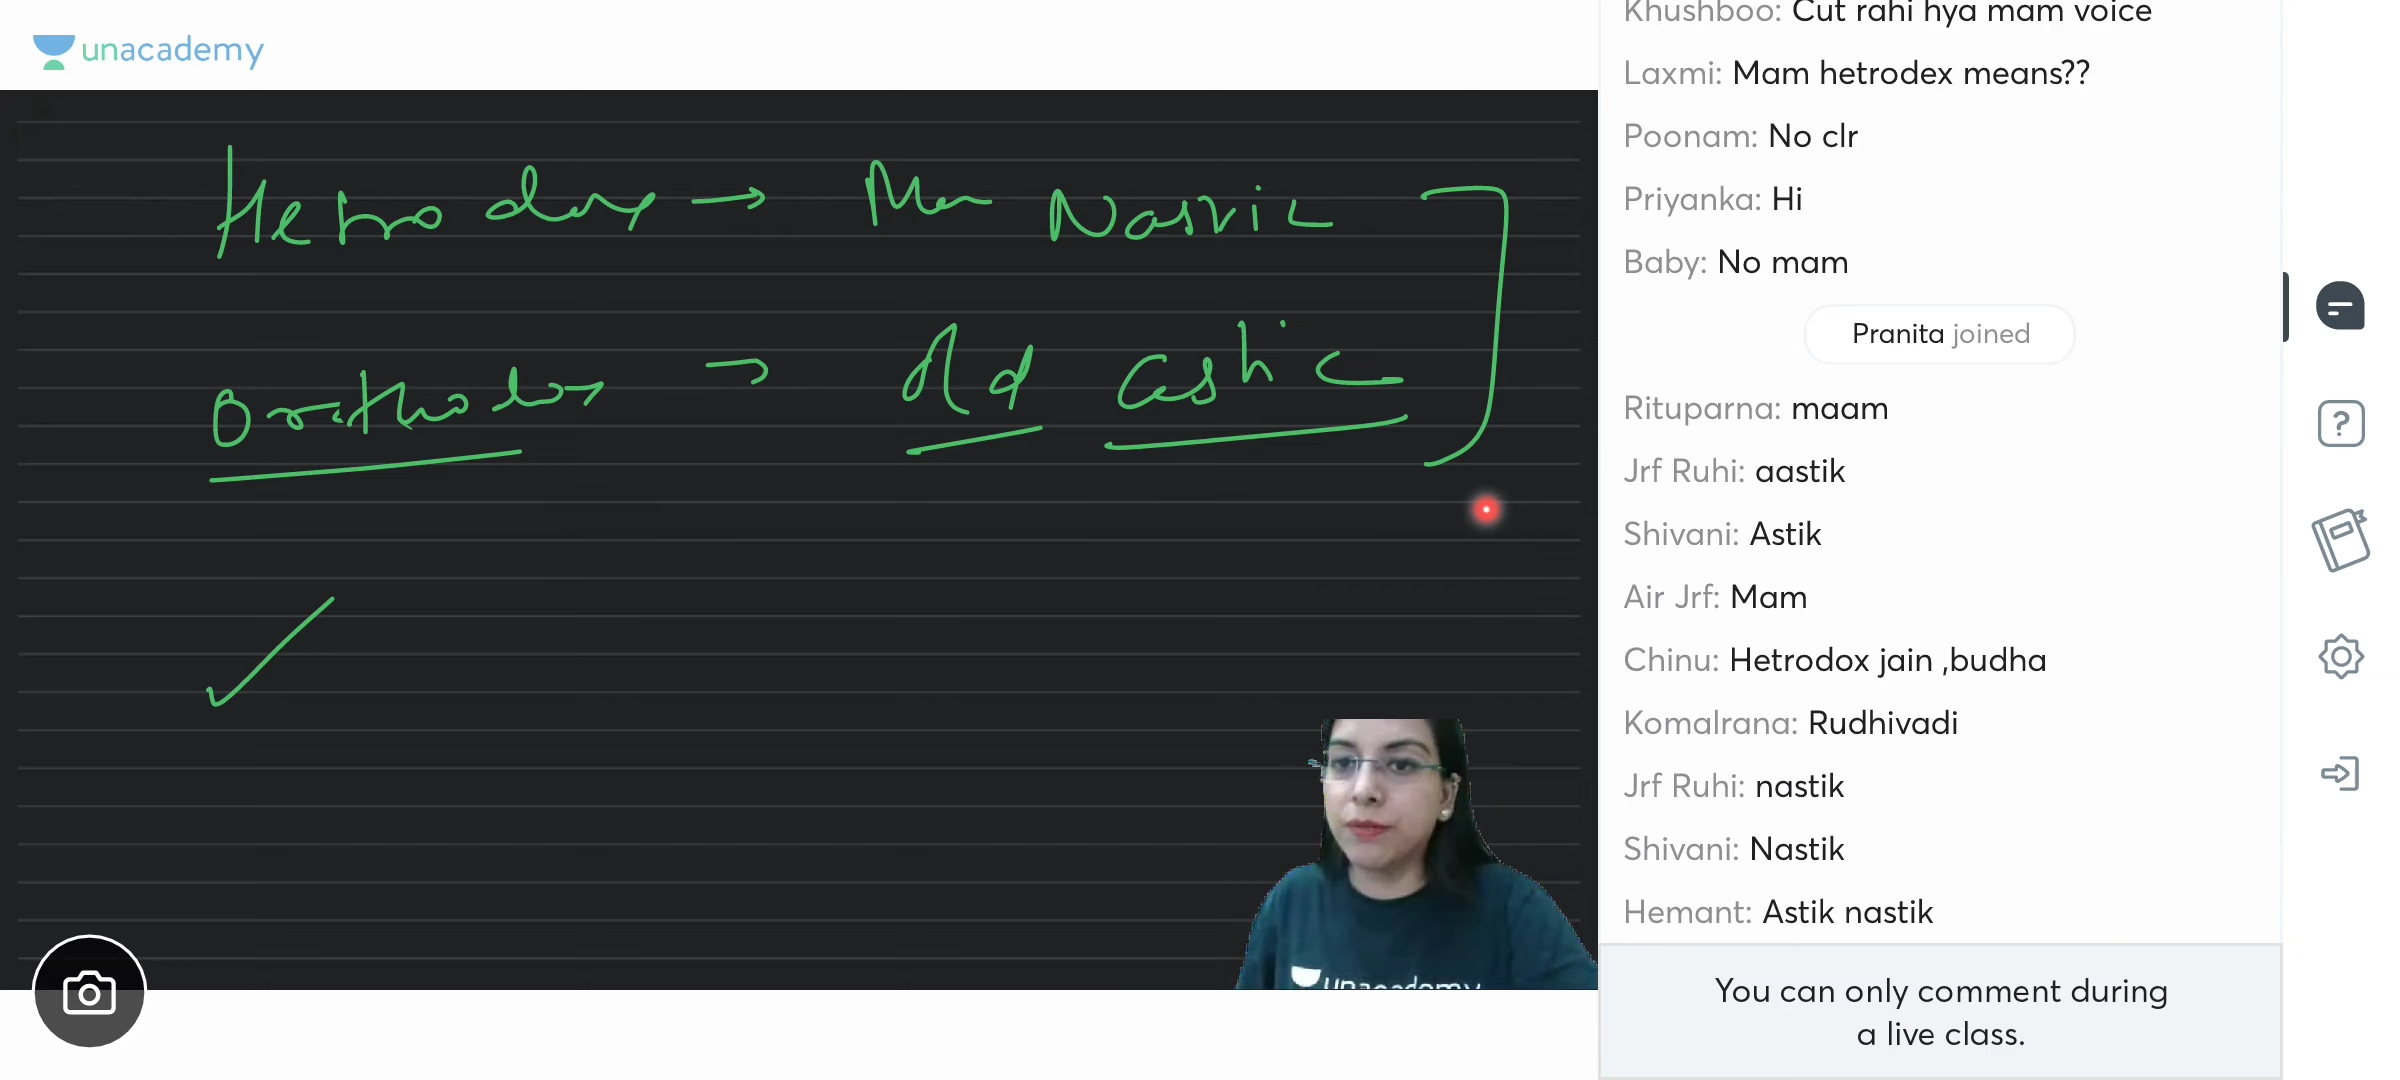 unacademy
Hetrodox → Nastic
Orthodox → Astic
unacademy
Khushboo: Cut rahi hya mam voice
Laxmi: Mam hetrodex means??
Poonam: No clr
Priyanka: Hi
Baby: No mam
Pranita joined
Rituparna: maam
Jrf Ruhi: aastik
Shivani: Astik
Air Jrf: Mam
Chinu: Hetrodox jain ,budha
Komalrana: Rudhivadi
Jrf Ruhi: nastik
Shivani: Nastik
Hemant: Astik nastik
You can only comment during
a live class.